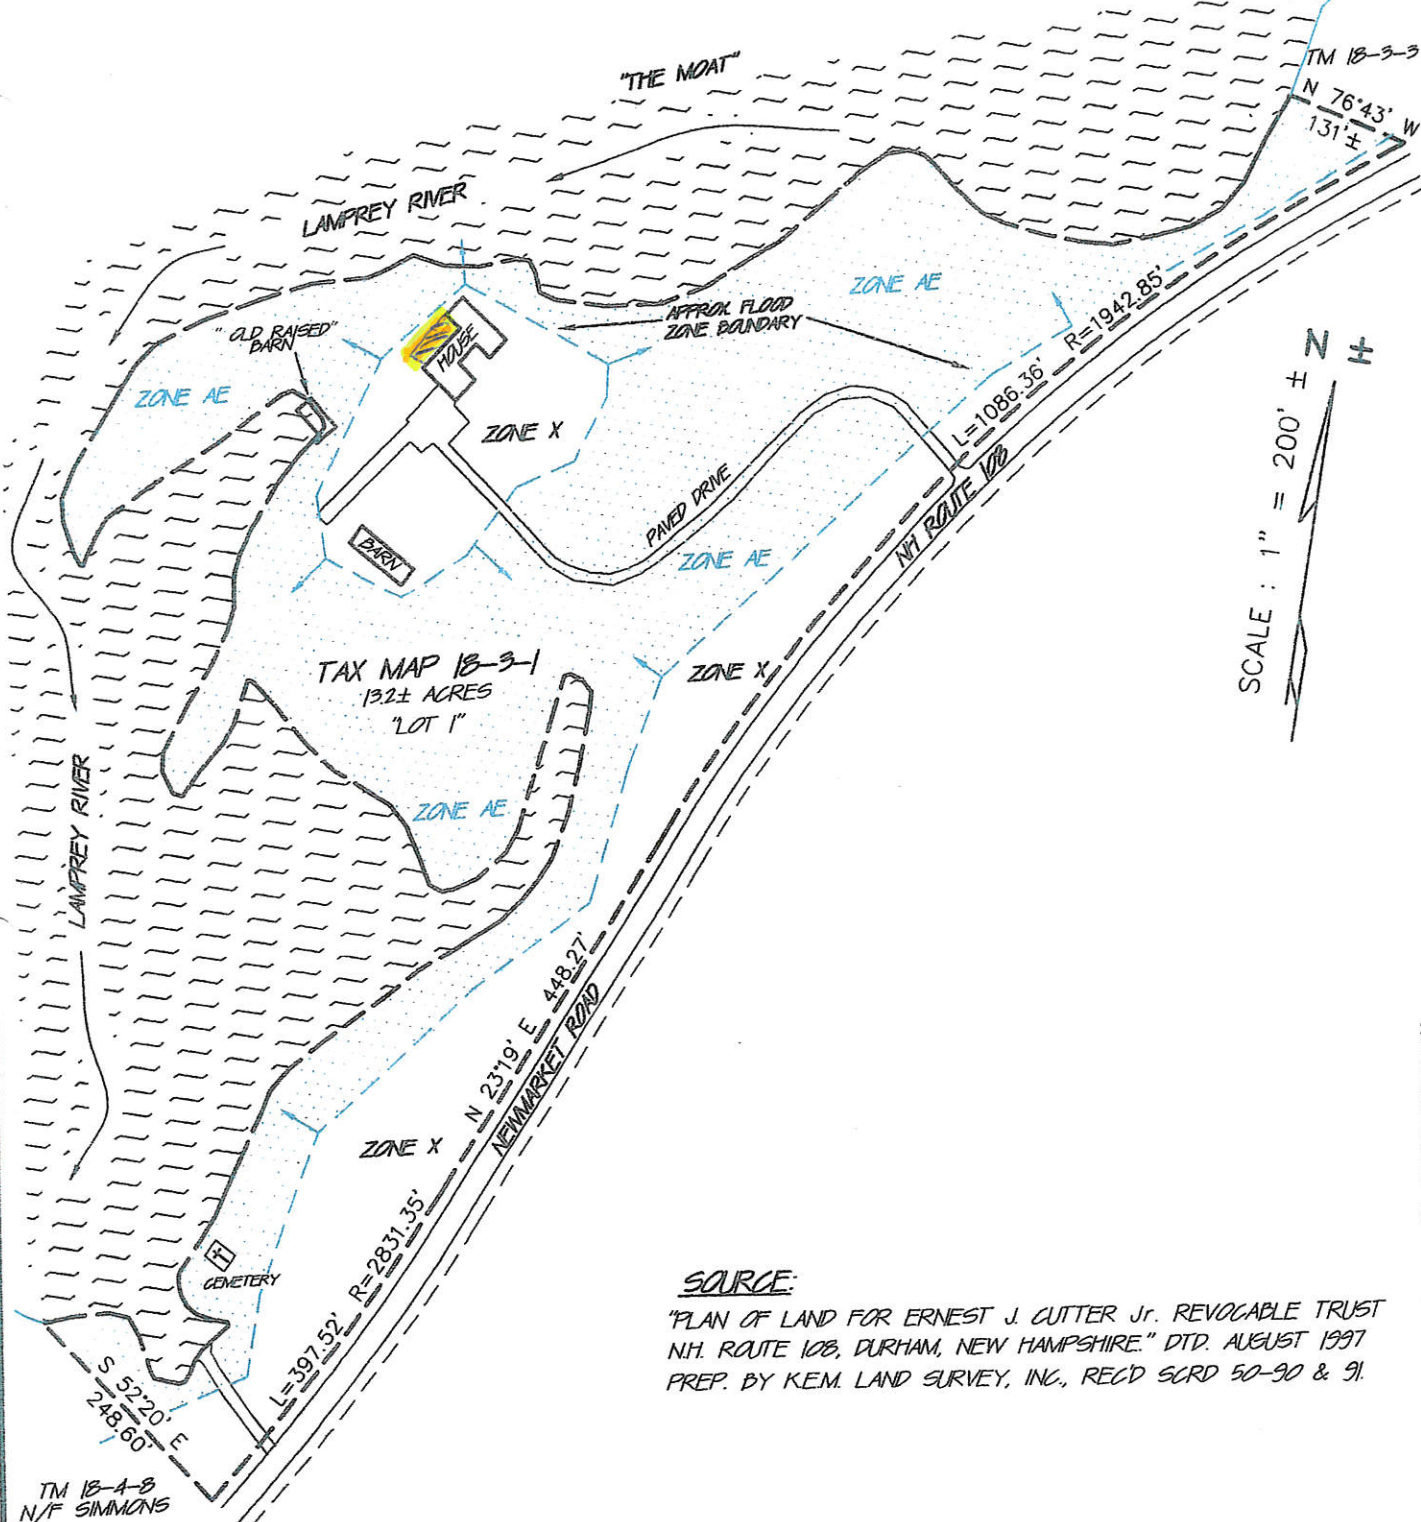 "THE MOAT"
TM 18-3-3
N 76°43' W
131'±
LAMPREY RIVER
ZONE AE
APPROX. FLOOD
ZONE BOUNDARY
"OLD RAISED"
BARN
HOUSE
ZONE AE
ZONE X
L=1086.36' R=1942.85'
N ±
SCALE : 1" = 200' ±
NH ROUTE 108
PAVED DRIVE
BARN
ZONE AE
TAX MAP 18-3-1
13.2± ACRES
"LOT 1"
ZONE X
ZONE AE
LAMPREY RIVER
N 23°19' E 448.27'
NEWMARKET ROAD
ZONE X
CEMETERY
L=397.52' R=2831.35'
S 52°20' E
248.60'
TM 18-4-8
N/F SIMMONS
SOURCE:
"PLAN OF LAND FOR ERNEST J. CUTTER Jr. REVOCABLE TRUST
N.H. ROUTE 108, DURHAM, NEW HAMPSHIRE." DTD. AUGUST 1997
PREP. BY K.E.M. LAND SURVEY, INC., REC'D SCRD 50-90 & 91.